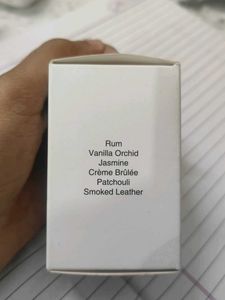 Rum
Vanilla Orchid
Jasmine
Crème Brûlée
Patchouli
Smoked Leather